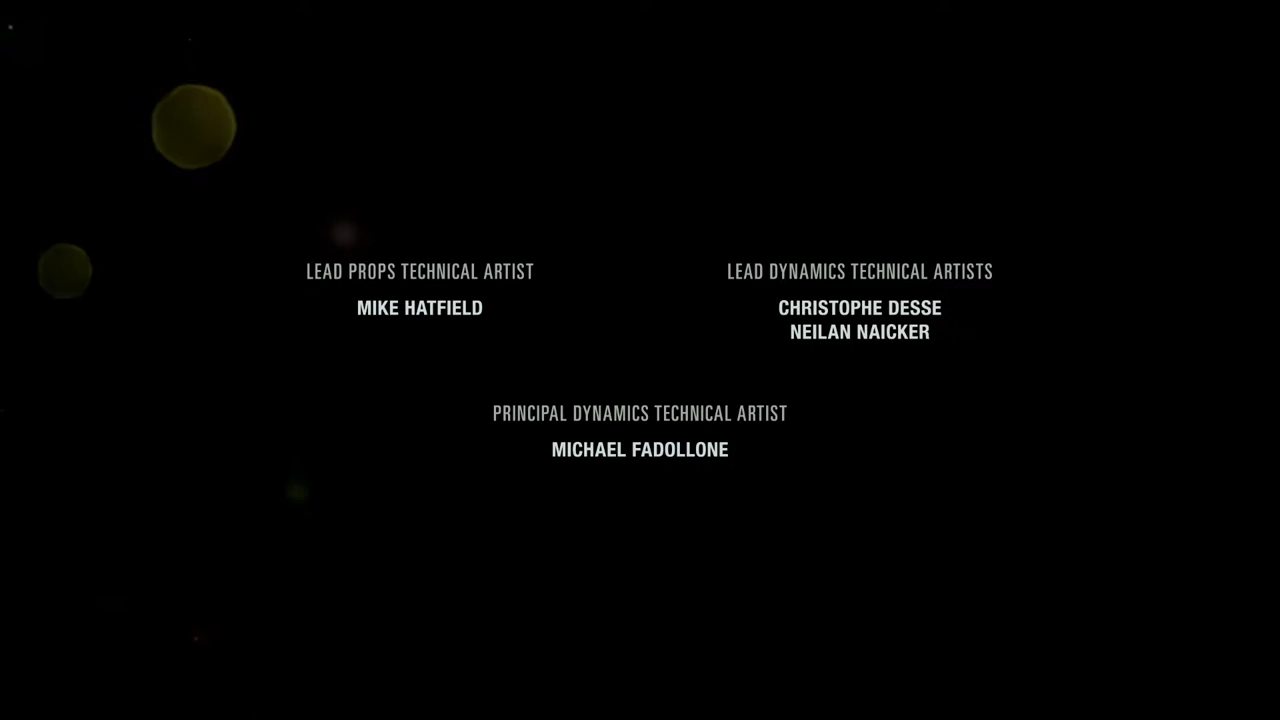 LEAD PROPS TECHNICAL ARTIST
MIKE HATFIELD
LEAD DYNAMICS TECHNICAL ARTISTS
CHRISTOPHE DESSE
NEILAN NAICKER
PRINCIPAL DYNAMICS TECHNICAL ARTIST
MICHAEL FADOLLONE